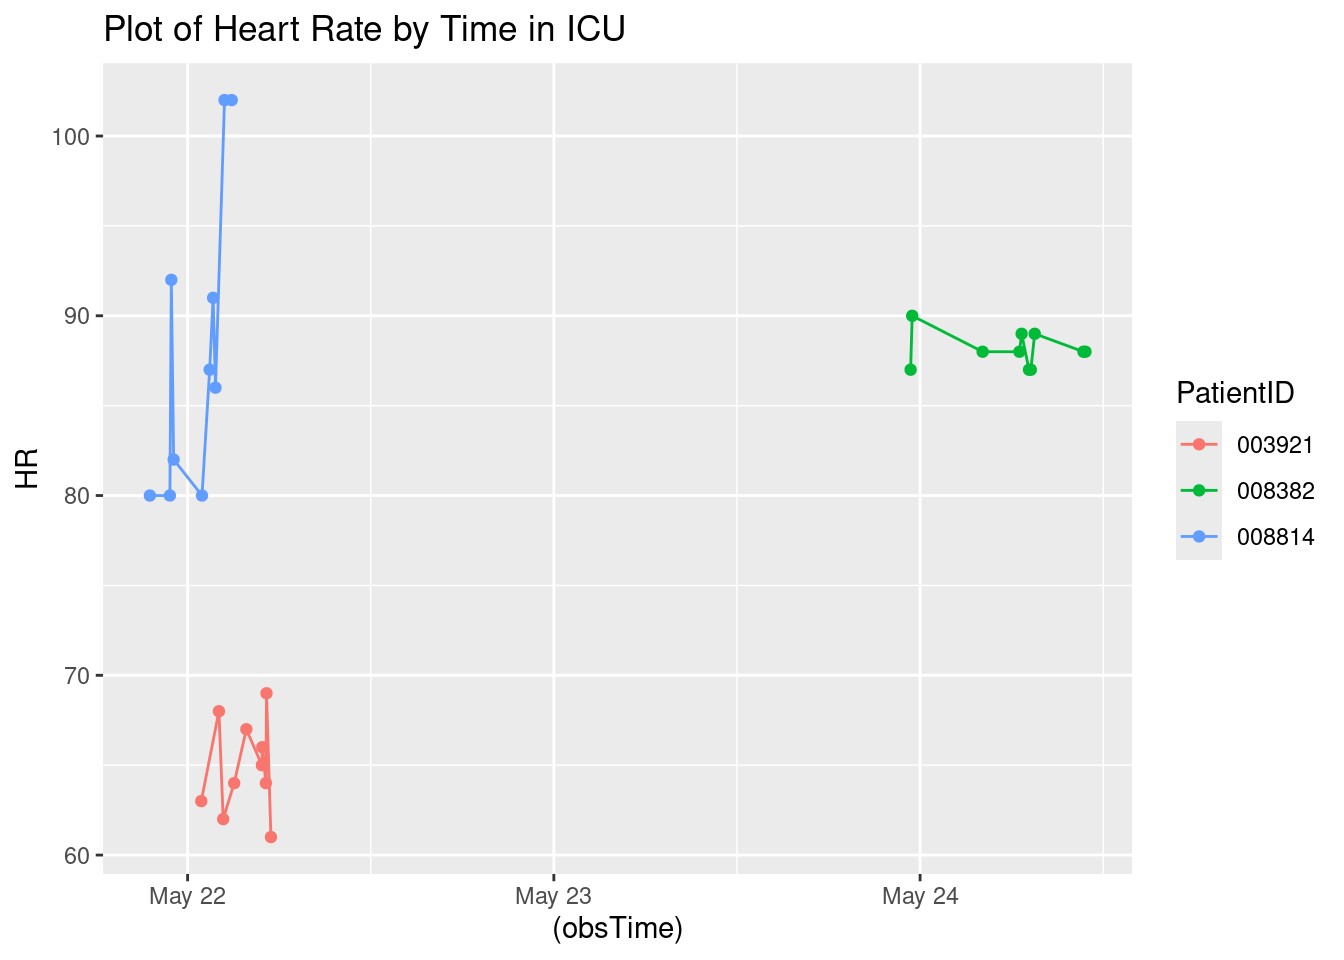 Plot of Heart Rate by Time in ICU
100
90
80
70
60
HR
May 22
May 23
May 24
(obsTime)
PatientID
003921
008382
008814